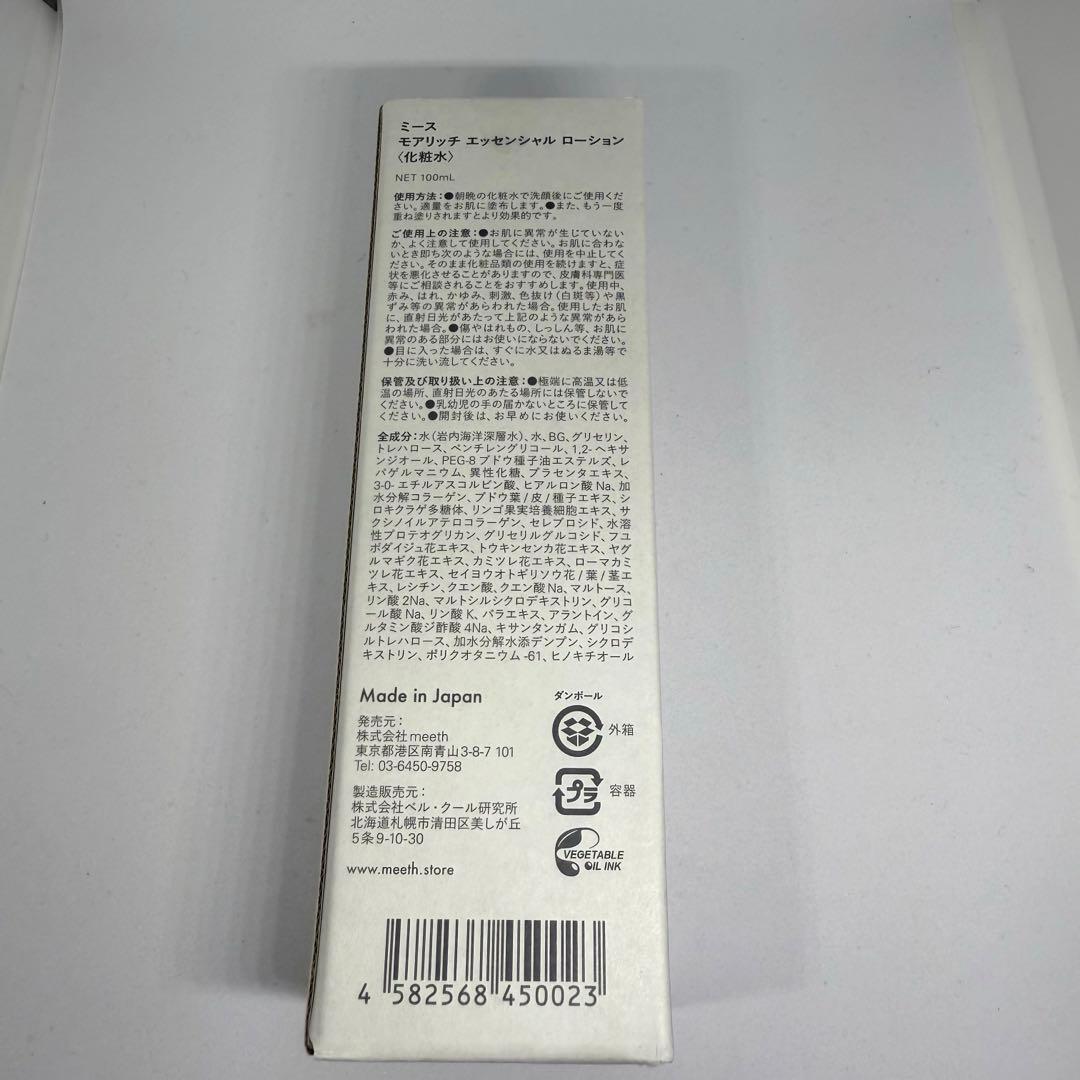 ミース
モアリッチ エッセンシャル ローション
〈化粧水〉
NET 100mL
使用方法：●朝晩の化粧水で洗顔後にご使用くだ
さい。適量をお肌に塗布します。●また、もう一度
重ね塗りされますとより効果的です。
ご使用上の注意：●お肌に異常が生じていない
か、よく注意して使用してください。お肌に合わな
いとき即ち次のような場合には、使用を中止してく
ださい。そのまま化粧品類の使用を続けますと、症
状を悪化させることがありますので、皮膚科専門医
等にご相談されることをおすすめします。使用中、
赤み、はれ、かゆみ、刺激、色抜け（白斑等）や黒
ずみ等の異常があらわれた場合。使用したお肌
に、直射日光があたって上記のような異常があら
われた場合。●傷やはれもの、しっしん等、お肌に
異常のある部分にはお使いにならないでください。
●目に入った場合は、すぐに水又はぬるま湯等で
十分に洗い流してください。
保管及び取り扱い上の注意：●極端に高温又は低
温の場所、直射日光のあたる場所には保管しないで
ください。●乳幼児の手の届かないところに保管して
ください。●開封後は、お早めにお使いください。
全成分：水（岩内海洋深層水）、水、BG、グリセリン、
トレハロース、ペンチレングリコール、1,2- ヘキサ
ンジオール、PEG-8 ブドウ種子油エステルズ、レ
パゲルマニウム、異性化糖、プラセンタエキス、
3-0- エチルアスコルビン酸、ヒアルロン酸 Na、加
水分解コラーゲン、ブドウ葉 / 皮 / 種子エキス、シ
ロキクラゲ多糖体、リンゴ果実培養細胞エキス、サ
クシノイルアテロコラーゲン、セレブロシド、水溶
性プロテオグリカン、グリセリルグルコシド、フユ
ボダイジュ花エキス、トウキンセンカ花エキス、ヤグ
ルマギク花エキス、カミツレ花エキス、ローマカミ
ツレ花エキス、セイヨウオトギリソウ花 / 葉 / 茎エ
キス、レシチン、クエン酸、クエン酸 Na、マルトース、
リン酸 2Na、マルトシルシクロデキストリン、グリコ
ール酸 Na、リン酸 K、バラエキス、アラントイン、グ
ルタミン酸ジ酢酸 4Na、キサンタンガム、グリコシ
ルトレハロース、加水分解水添デンプン、シクロデ
キストリン、ポリクオタニウム -61、ヒノキチオール
Made in Japan
発売元：
株式会社meeth
東京都港区南青山3-8-7 101
Tel: 03-6450-9758
製造販売元：
株式会社ベル・クール研究所
北海道札幌市清田区美しが丘
5条9-10-30
www.meeth.store
ダンボール
外箱
プラ
容器
VEGETABLE
OIL INK
4 582568 450023